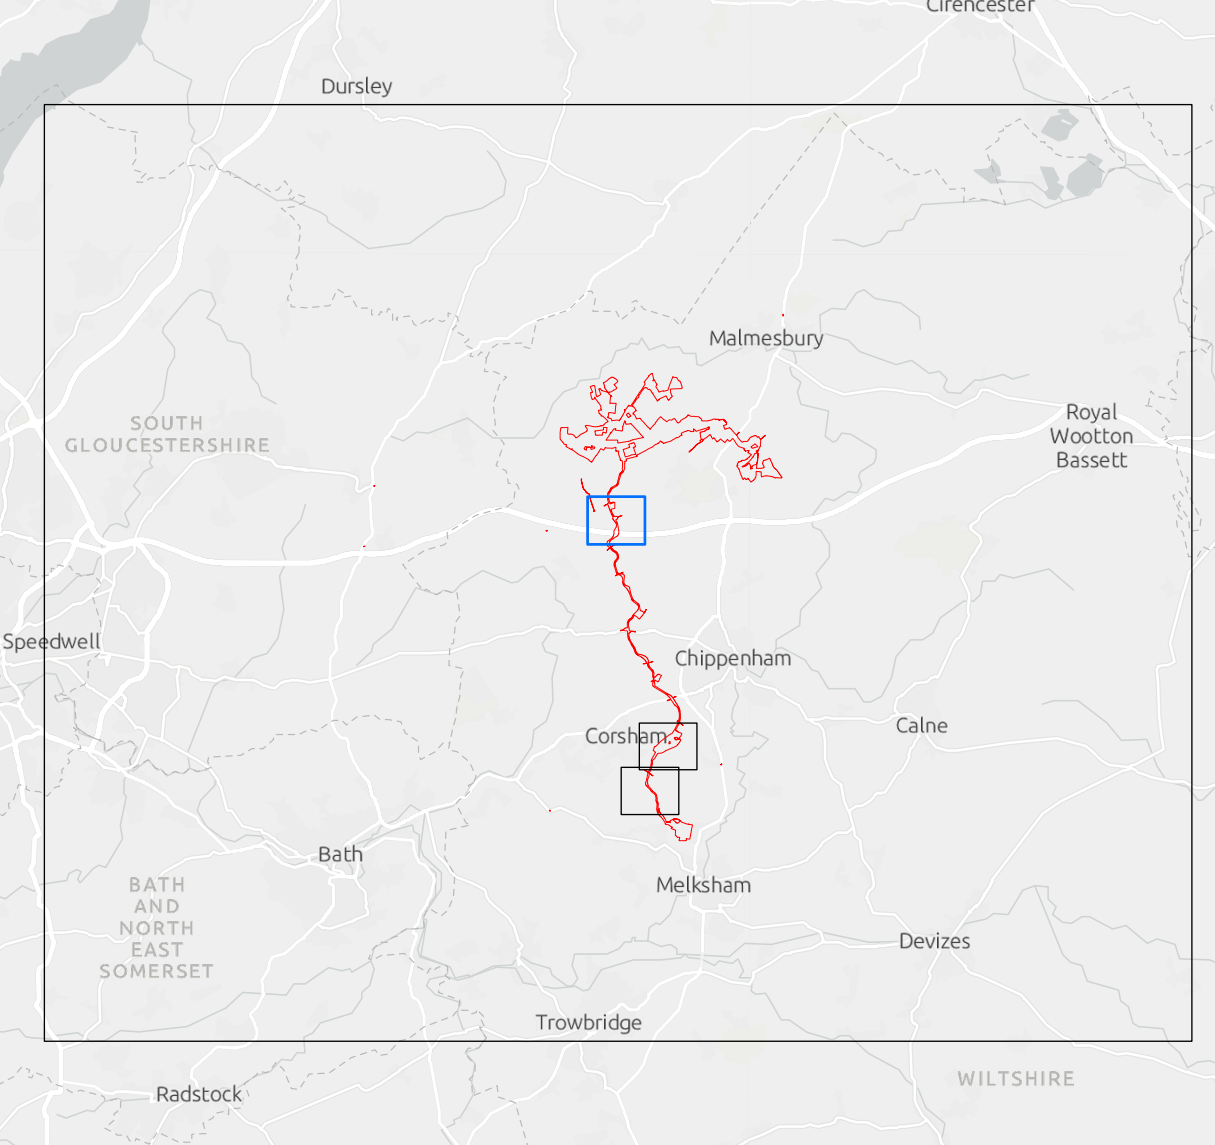 Cirencester
Dursley
Malmesbury
SOUTH
GLOUCESTERSHIRE
Royal
Wootton
Bassett
Speedwell
Chippenham
Corsham
Calne
Bath
BATH
AND
NORTH
EAST
SOMERSET
Melksham
Devizes
Trowbridge
WILTSHIRE
Radstock